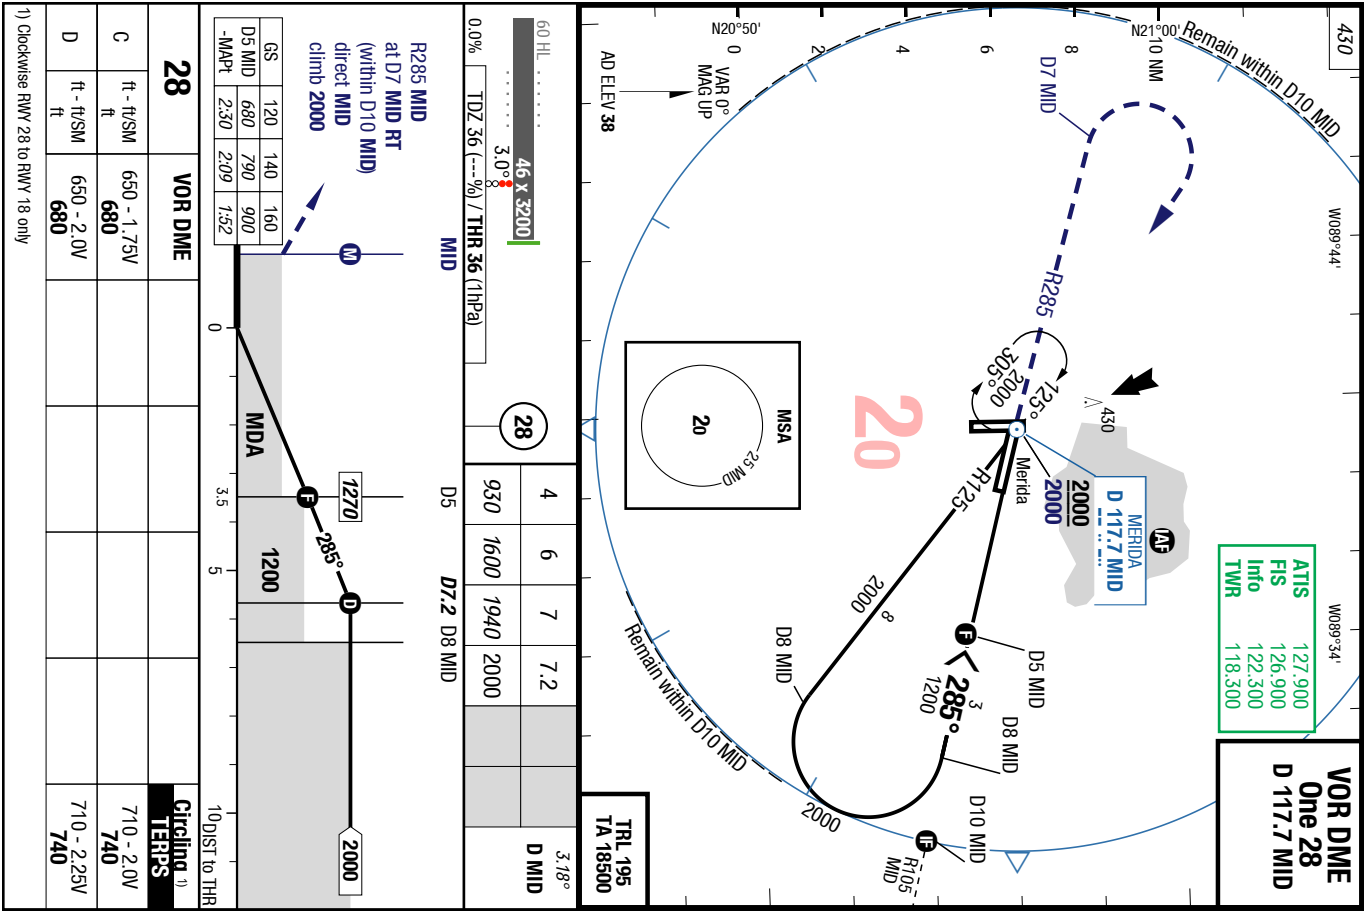 430
VOR DME
One 28
D 117.7 MID
N21°00'
N20°50'
W089°44'
W089°34'
Remain within D10 MID
10 NM
8
6
4
2
0
VAR 0°
MAG UP
AD ELEV 38
ATIS 127.900
FIS 126.900
Info 122.300
TWR 118.300
D7 MID
R285
125°
2000
305°
430
MERIDA
D 117.7 MID
IAF
2000
2000
Merida
R125
2000
8
D8 MID
2000
F
D5 MID
3
285°
1200
D8 MID
D10 MID
IF
R105
MID
Remain within D10 MID
20
MSA
20
25 MID
TRL 195
TA 18500
60 HL
46 x 3200
3.0°
0.0%
TDZ 36 (---%) / THR 36 (1hPa)
28
4 6 7 7.2
3.18°
930 1600 1940 2000
D MID
MID
D5
D7.2 D8 MID
R285 MID
at D7 MID RT
(within D10 MID)
direct MID
climb 2000
M
1270
F
285°
D
2000
MDA
1200
GS 120 140 160
D5 MID 680 790 900
-MAPt 2:30 2:09 1:52
0
3.5
5
10
DIST to THR
28
VOR DME
Circling 1)
TERPS
C
ft - ft/SM
ft
650 - 1.75V
680
710 - 2.0V
740
D
ft - ft/SM
ft
650 - 2.0V
680
710 - 2.25V
740
1) Clockwise RWY 28 to RWY 18 only